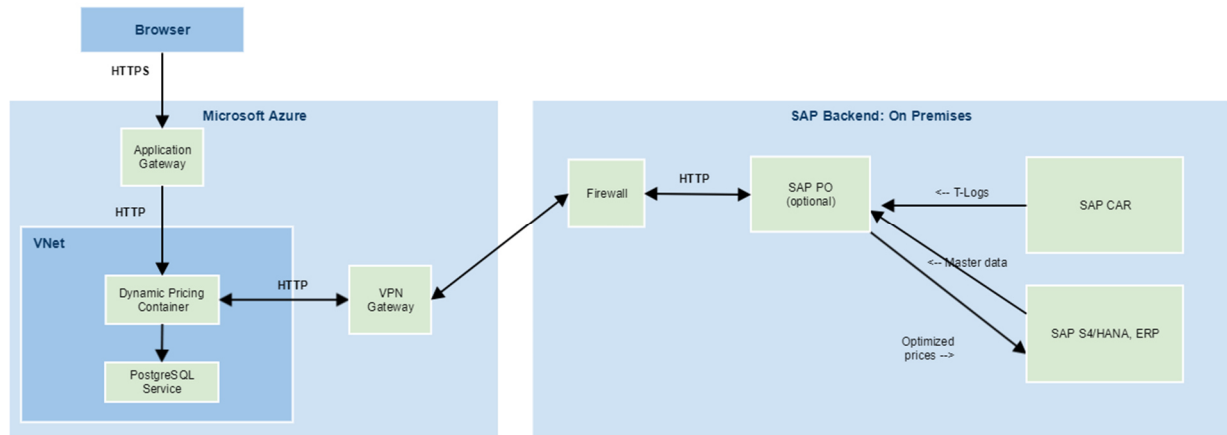 Browser
HTTPS
Microsoft Azure
SAP Backend: On Premises
Application
Gateway
HTTP
VNet
Dynamic Pricing
Container
HTTP
VPN
Gateway
PostgreSQL
Service
Firewall
HTTP
SAP PO
(optional)
<-- T-Logs
SAP CAR
<-- Master data
SAP S4/HANA, ERP
Optimized
prices -->